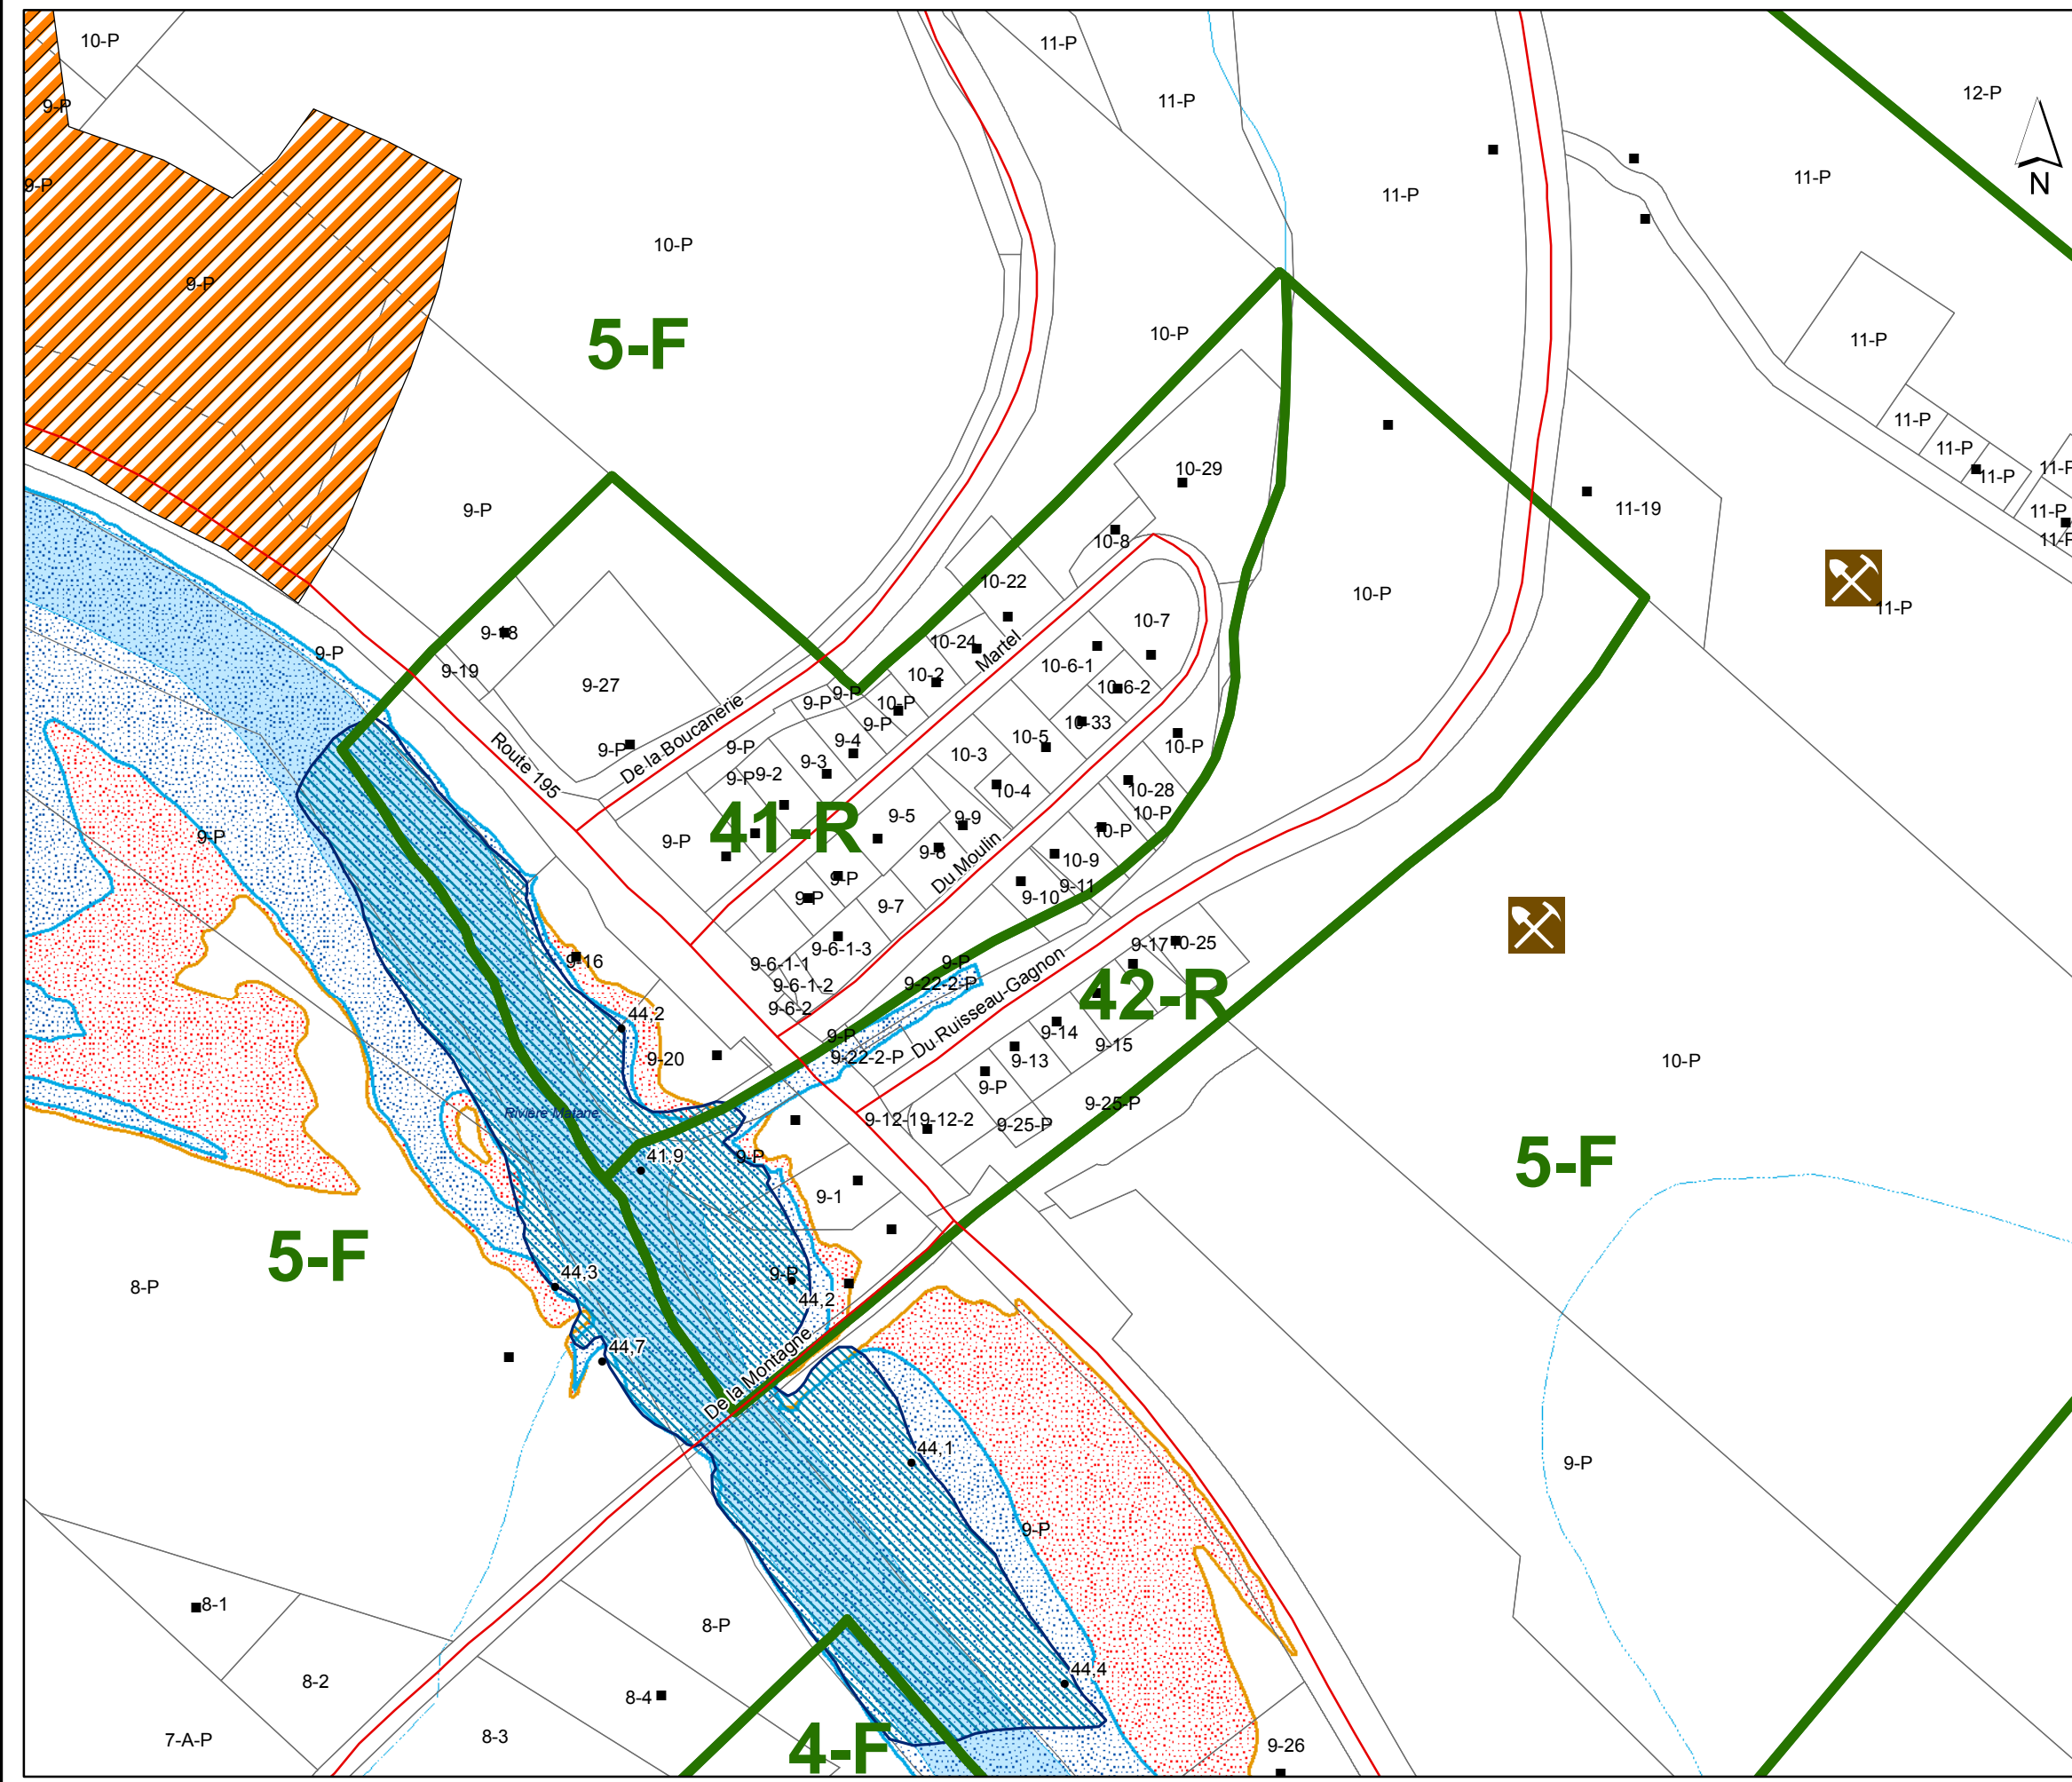 10-P
11-P
12-P
9-P
11-P
9-P
11-P
11-P
N
10-P
9-P
10-P
5-F
11-P
11-P
11-P
10-29
11-P
9-P
11-19
10-8
10-22
10-P
11-P
10-7
9-19
10-24
Martel
9-P
10-6-1
9-27
10-2
10-6-2
9-P
9-P
10-P
De la Boucanerie
9-P
10-33
10-5
9-P
9-4
10-P
9-P
10-3
Route 195
9-3
9-P
9-2
10-4
10-28
41-R
9-5
9-9
10-P
10-P
9-P
9-P
10-9
Du Moulin
9-P
9-11
9-P
10-10
9-7
9-10
9-17
10-25
9-6-1-3
9-16
9-6-1-1
9-P
9-6-1-2
9-22-2-P
42-R
9-6-2
44,2
Du-Ruisseau-Gagnon
9-P
9-14
9-15
9-20
9-22-2-P
9-13
10-P
9-P
Rivière Matane
9-25-P
9-12-1
9-12-2
9-25-P
41,9
9-P
5-F
9-1
5-F
44,3
9-P
8-P
44,2
44,7
De la Montagne
44,1
9-P
9-P
8-1
8-P
44,4
8-2
8-4
7-A-P
8-3
4-F
9-26